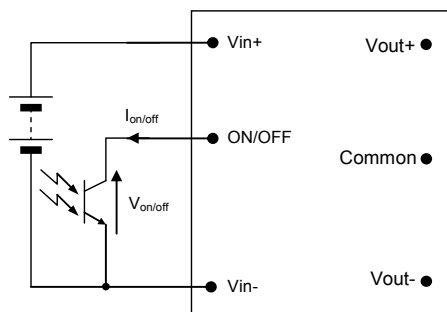 Vin+
Vout+
Ion/off
ON/OFF
Common
Von/off
Vin-
Vout-